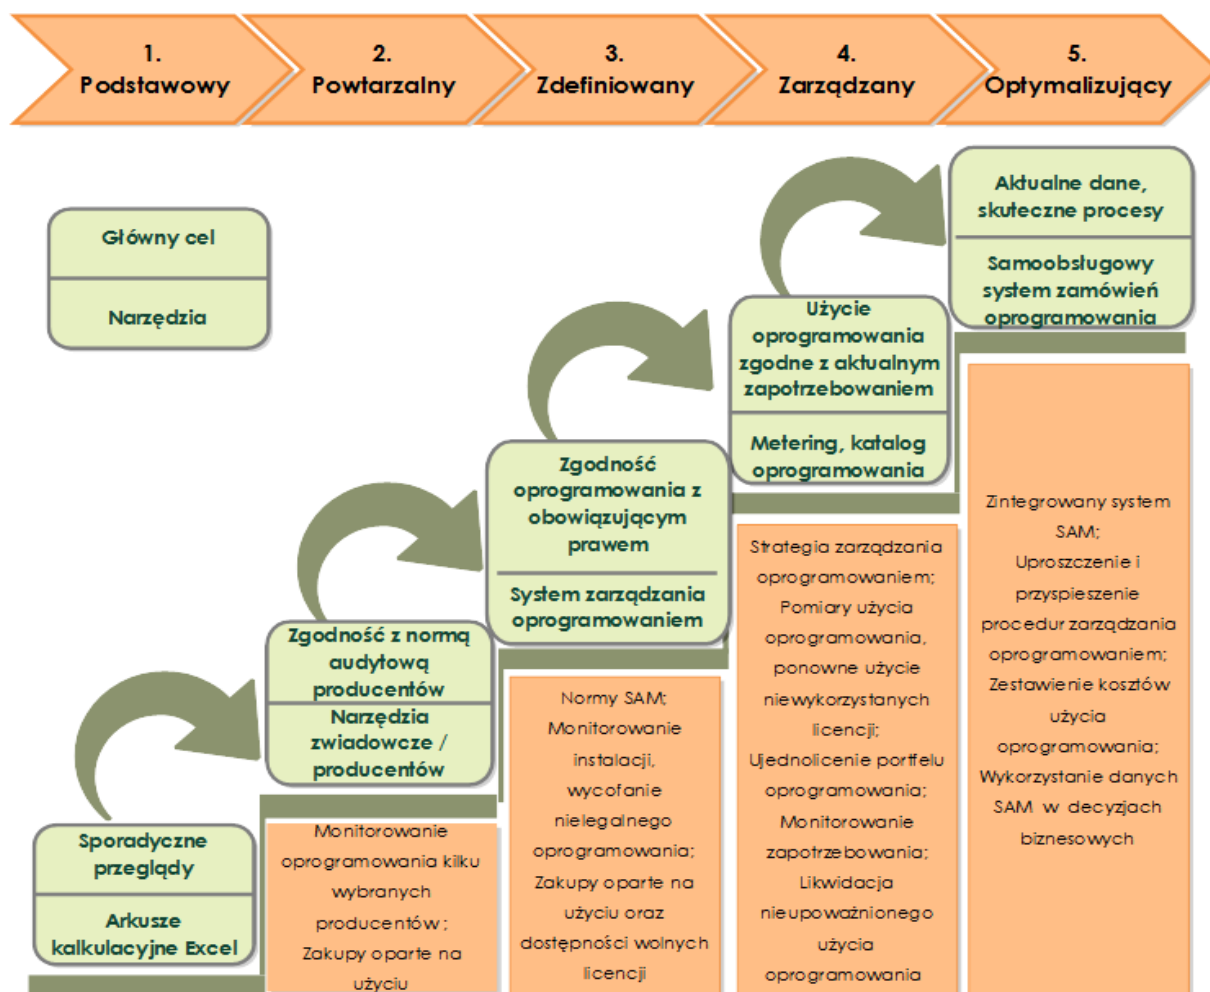 1.
Podstawowy
2.
Powtarzalny
3.
Zdefiniowany
4.
Zarządzany
5.
Optymalizujący
Główny cel
Narzędzia
Sporadyczne
przeglądy
Arkusze
kalkulacyjne Excel
Zgodność z normą
audytową
producentów
Narzędzia
zwiadowcze /
producentów
Monitorowanie
oprogramowania kilku
wybranych
producentów ;
Zakupy oparte na
użyciu
Zgodność
oprogramowania z
obowiązującym
prawem
System zarządzania
oprogramowaniem
Normy SAM;
Monitorowanie
instalacji,
wycofanie
nielegalnego
oprogramowania;
Zakupy oparte na
użyciu oraz
dostępności wolnych
licencji
Użycie
oprogramowania
zgodne z aktualnym
zapotrzebowaniem
Metering, katalog
oprogramowania
Strategia zarządzania
oprogramowaniem;
Pomiary użycia
oprogramowania,
ponowne użycie
niewykorzystanych
licencji;
Ujednolicenie portfelu
oprogramowania;
Monitorowanie
zapotrzebowania;
Likwidacja
nieupoważnionego
użycia
oprogramowania
Aktualne dane,
skuteczne procesy
Samoobsługowy
system zamówień
oprogramowania
Zintegrowany system
SAM;
Uproszczenie i
przyspieszenie
procedur zarządzania
oprogramowaniem;
Zestawienie kosztów
użycia
oprogramowania;
Wykorzystanie danych
SAM w decyzjach
biznesowych